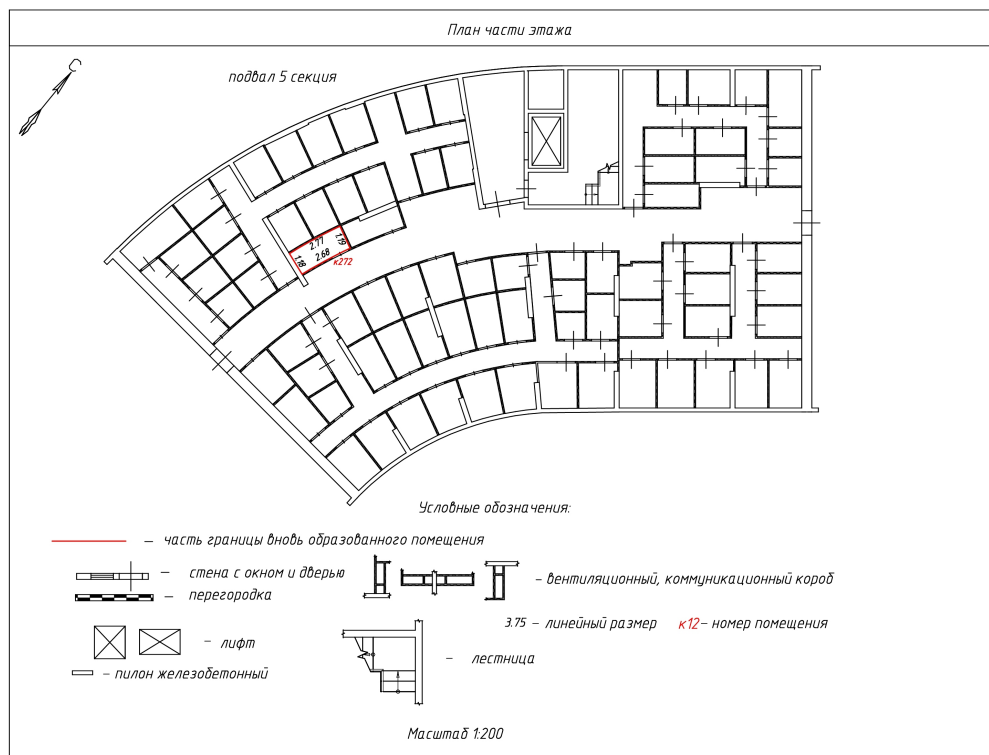 План части этажа
С
подвал 5 секция
2.77
1.19
1.18
2.68
к272
Условные обозначения:
— часть границы вновь образованного помещения
— стена с окном и дверью
— перегородка
- вентиляционный, коммуникационный короб
3.75 - линейный размер к12 - номер помещения
- лифт
- лестница
- пилон железобетонный
Масштаб 1:200